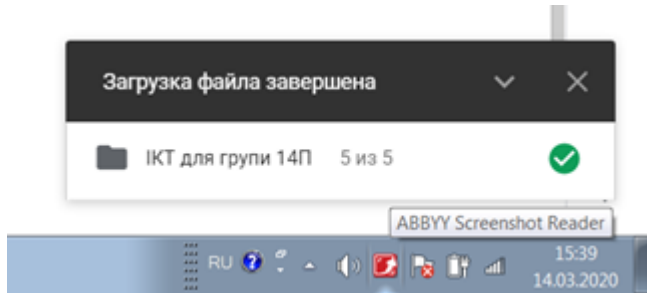 Загрузка файла завершена
ІКТ для групи 14П 5 из 5
ABBYY Screenshot Reader
RU 15:39
14.03.2020